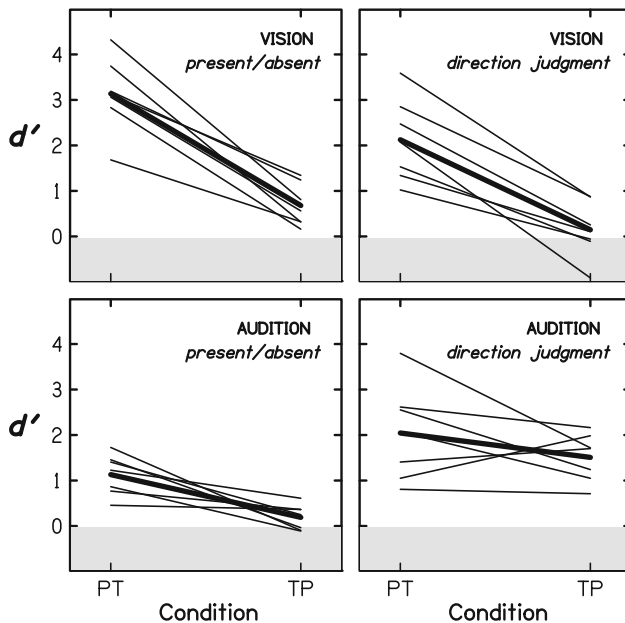 VISION
present/absent
VISION
direction judgment
d′
4
3
2
1
0
AUDITION
present/absent
AUDITION
direction judgment
d′
4
3
2
1
0
PT TP PT TP
Condition Condition